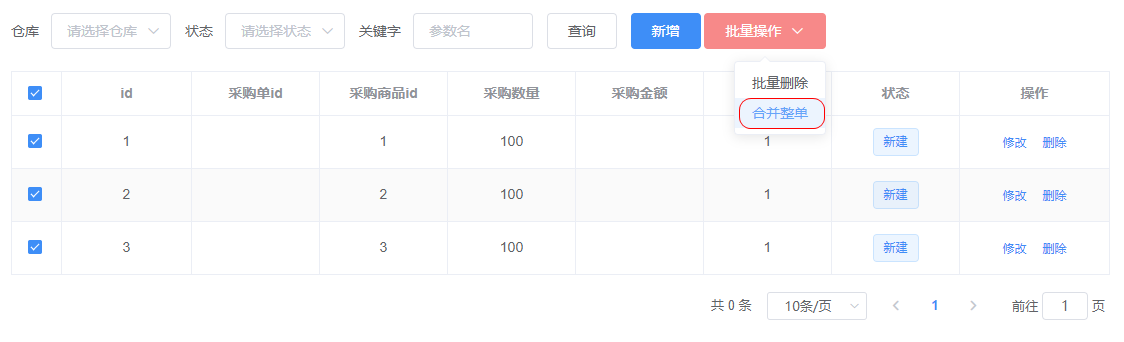 仓库 请选择仓库 状态 请选择状态 关键字 参数名 查询 新增 批量操作
批量删除
合并整单
id 采购单id 采购商品id 采购数量 采购金额 状态 操作
1 1 100 1 新建 修改 删除
2 2 100 1 新建 修改 删除
3 3 100 1 新建 修改 删除
共 0 条 10条/页 1 前往 1 页